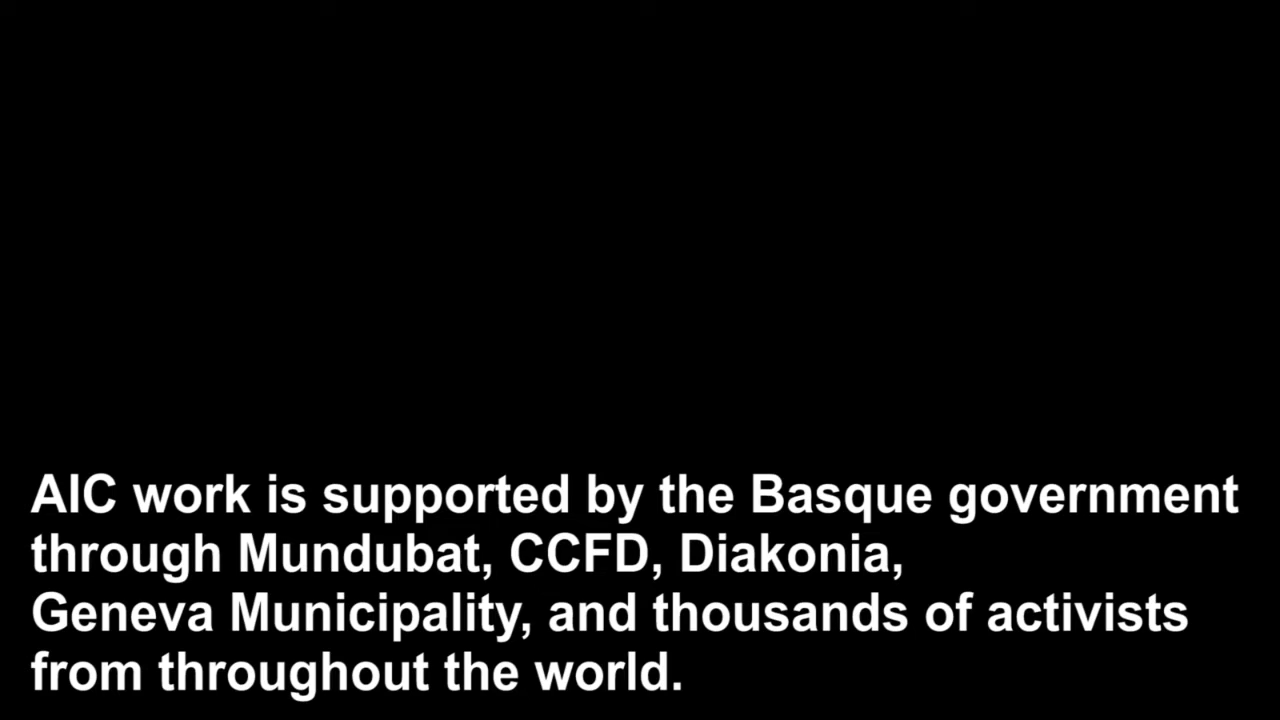 AIC work is supported by the Basque government
through Mundubat, CCFD, Diakonia,
Geneva Municipality, and thousands of activists
from throughout the world.